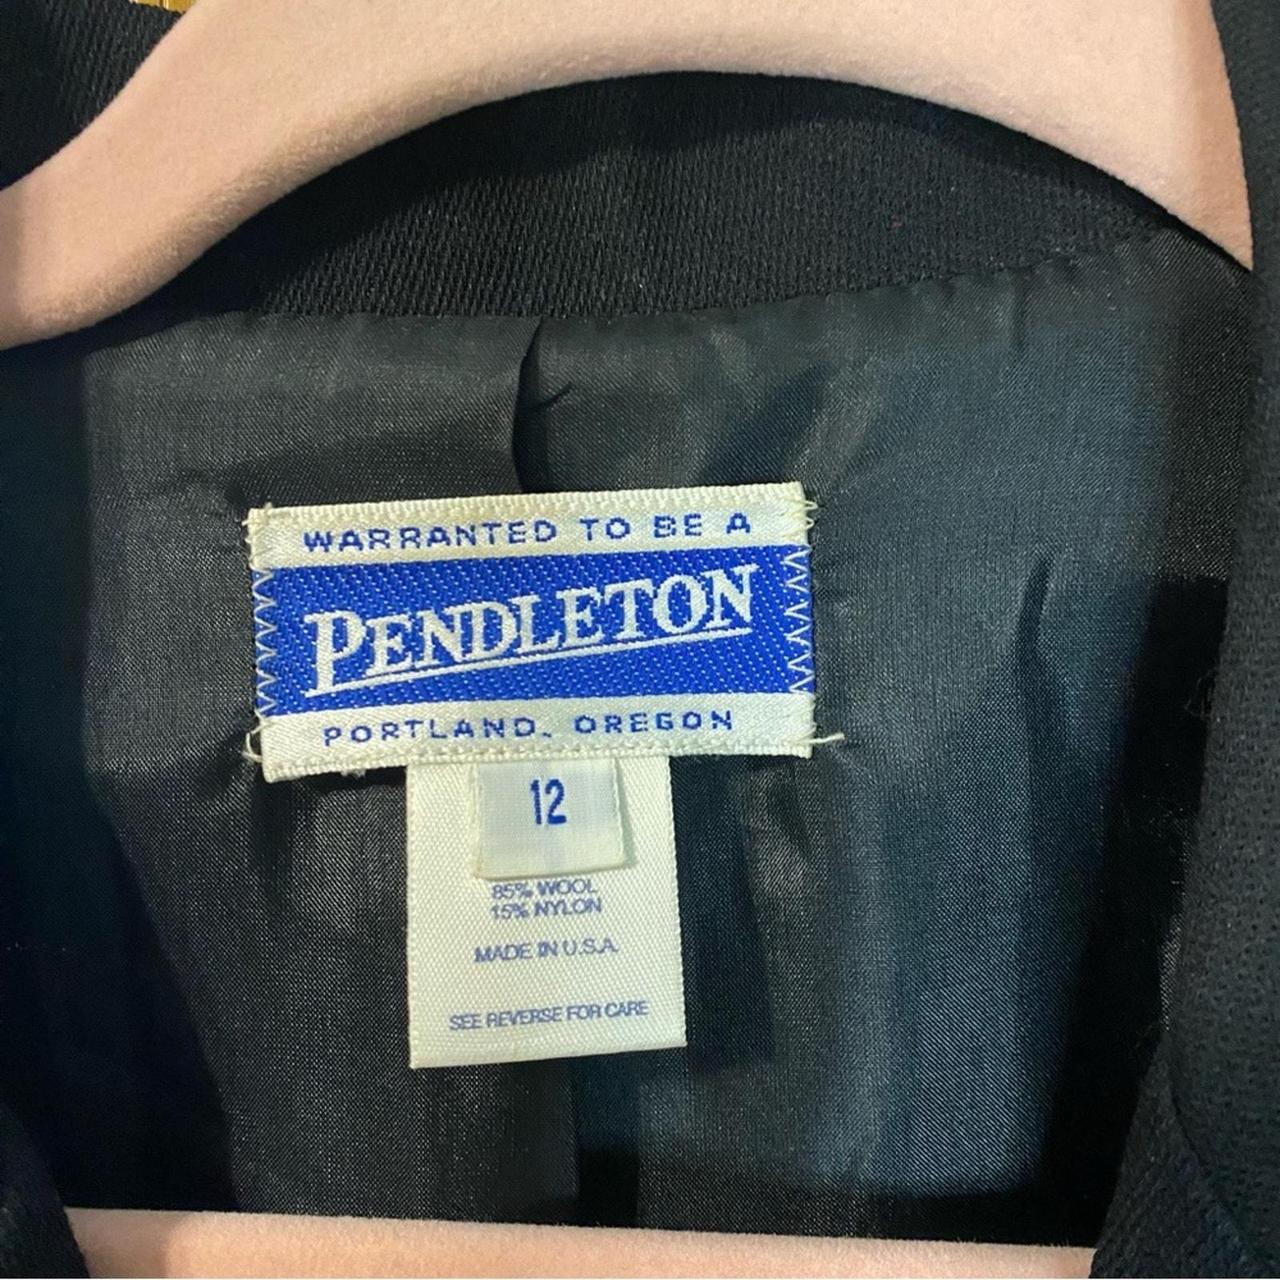 WARRANTED TO BE A
PENDLETON
PORTLAND, OREGON
12
85% WOOL
15% NYLON
MADE IN U.S.A.
SEE REVERSE FOR CARE